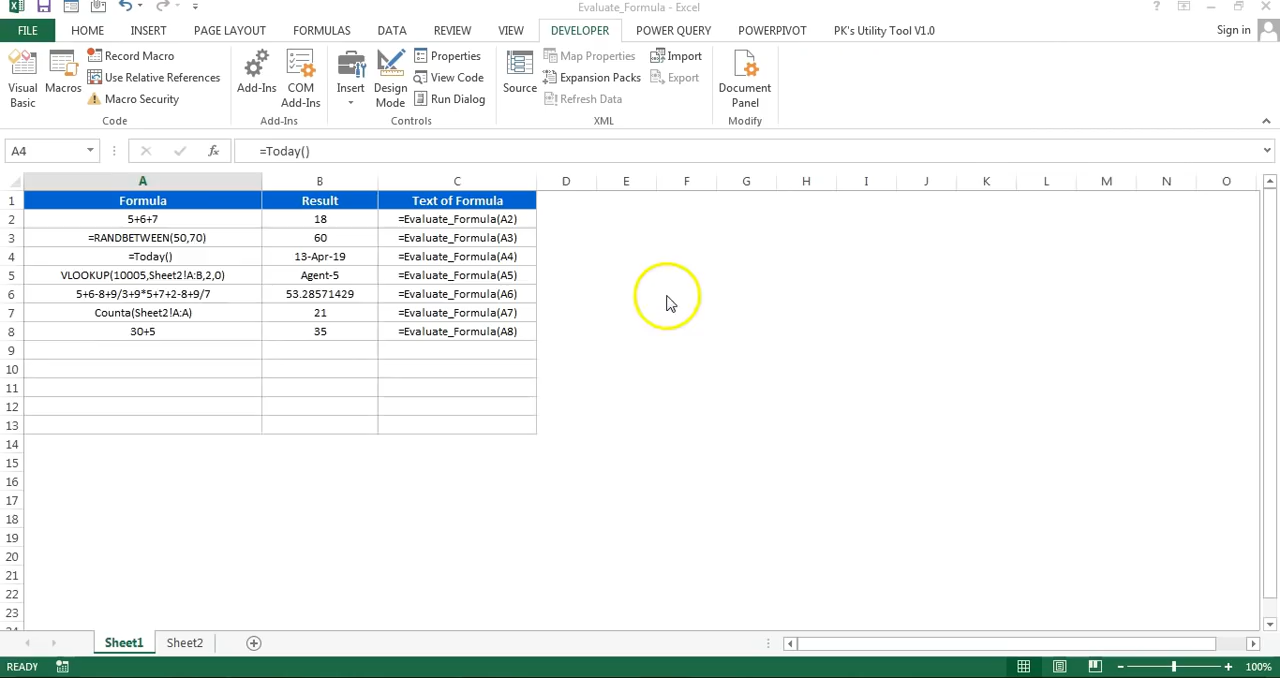 Evaluate_Formula - Excel
?
FILE HOME INSERT PAGE LAYOUT FORMULAS DATA REVIEW VIEW DEVELOPER POWER QUERY POWERPIVOT PK's Utility Tool V1.0 Sign in
Visual Basic
Macros
Record Macro
Use Relative References
Macro Security
Code
Add-Ins
COM Add-Ins
Add-Ins
Insert
Design Mode
Properties
View Code
Run Dialog
Controls
Source
Map Properties
Expansion Packs
Refresh Data
Import
Export
XML
Document Panel
Modify
A4 fx =Today()
A B C D E F G H I J K L M N O
1 Formula Result Text of Formula
2 5+6+7 18 =Evaluate_Formula(A2)
3 =RANDBETWEEN(50,70) 60 =Evaluate_Formula(A3)
4 =Today() 13-Apr-19 =Evaluate_Formula(A4)
5 VLOOKUP(10005,Sheet2!A:B,2,0) Agent-5 =Evaluate_Formula(A5)
6 5+6-8+9/3+9*5+7+2-8+9/7 53.28571429 =Evaluate_Formula(A6)
7 Counta(Sheet2!A:A) 21 =Evaluate_Formula(A7)
8 30+5 35 =Evaluate_Formula(A8)
9
10
11
12
13
14
15
16
17
18
19
20
21
22
23
Sheet1 Sheet2
READY 100%